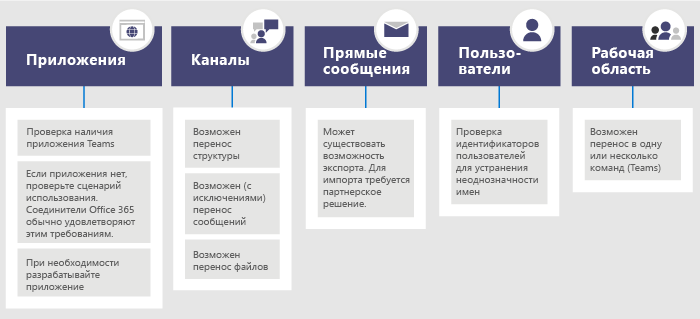 Приложения
Проверка наличия
приложения Teams
Если приложения нет,
проверьте сценарий
использования.
Соединители Office 365
обычно удовлетворяют
этим требованиям.
При необходимости
разрабатывайте
приложение
Каналы
Возможен
перенос
структуры
Возможен (с
исключениями)
перенос
сообщений
Возможен
перенос файлов
Прямые
сообщения
Может
существовать
возможность
экспорта. Для
импорта требуется
партнерское
решение.
Пользо-
ватели
Проверка
идентификаторов
пользователей
для устранения
неоднозначности
имен
Рабочая
область
Возможен
перенос в одну
или несколько
команд (Teams)